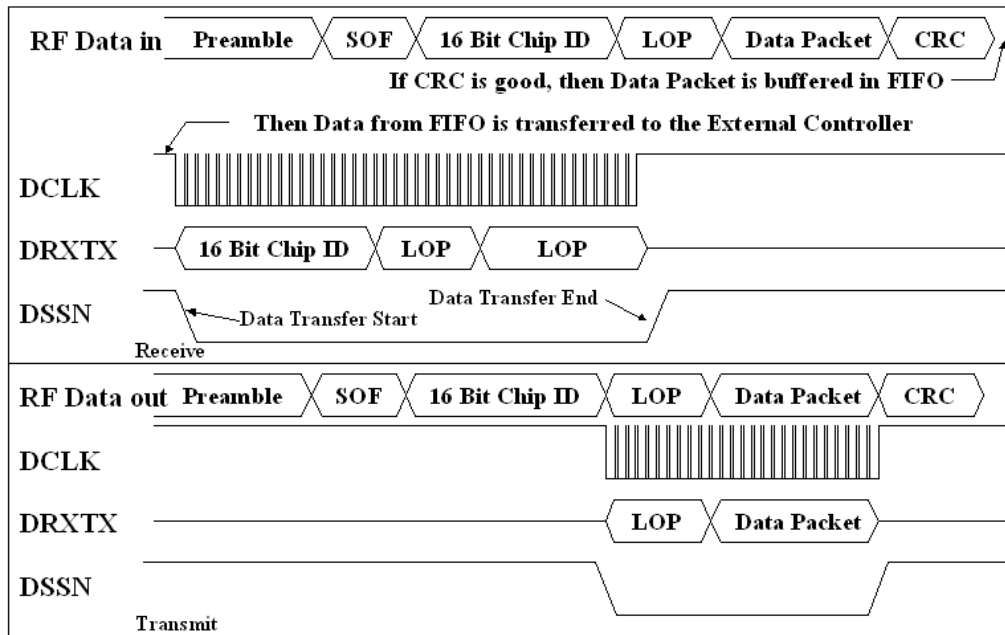 RF Data in Preamble SOF 16 Bit Chip ID LOP Data Packet CRC
If CRC is good, then Data Packet is buffered in FIFO
Then Data from FIFO is transferred to the External Controller
DCLK
DRXTX 16 Bit Chip ID LOP LOP
DSSN Data Transfer Start Data Transfer End
Receive
RF Data out Preamble SOF 16 Bit Chip ID LOP Data Packet CRC
DCLK
DRXTX LOP Data Packet
DSSN
Transmit